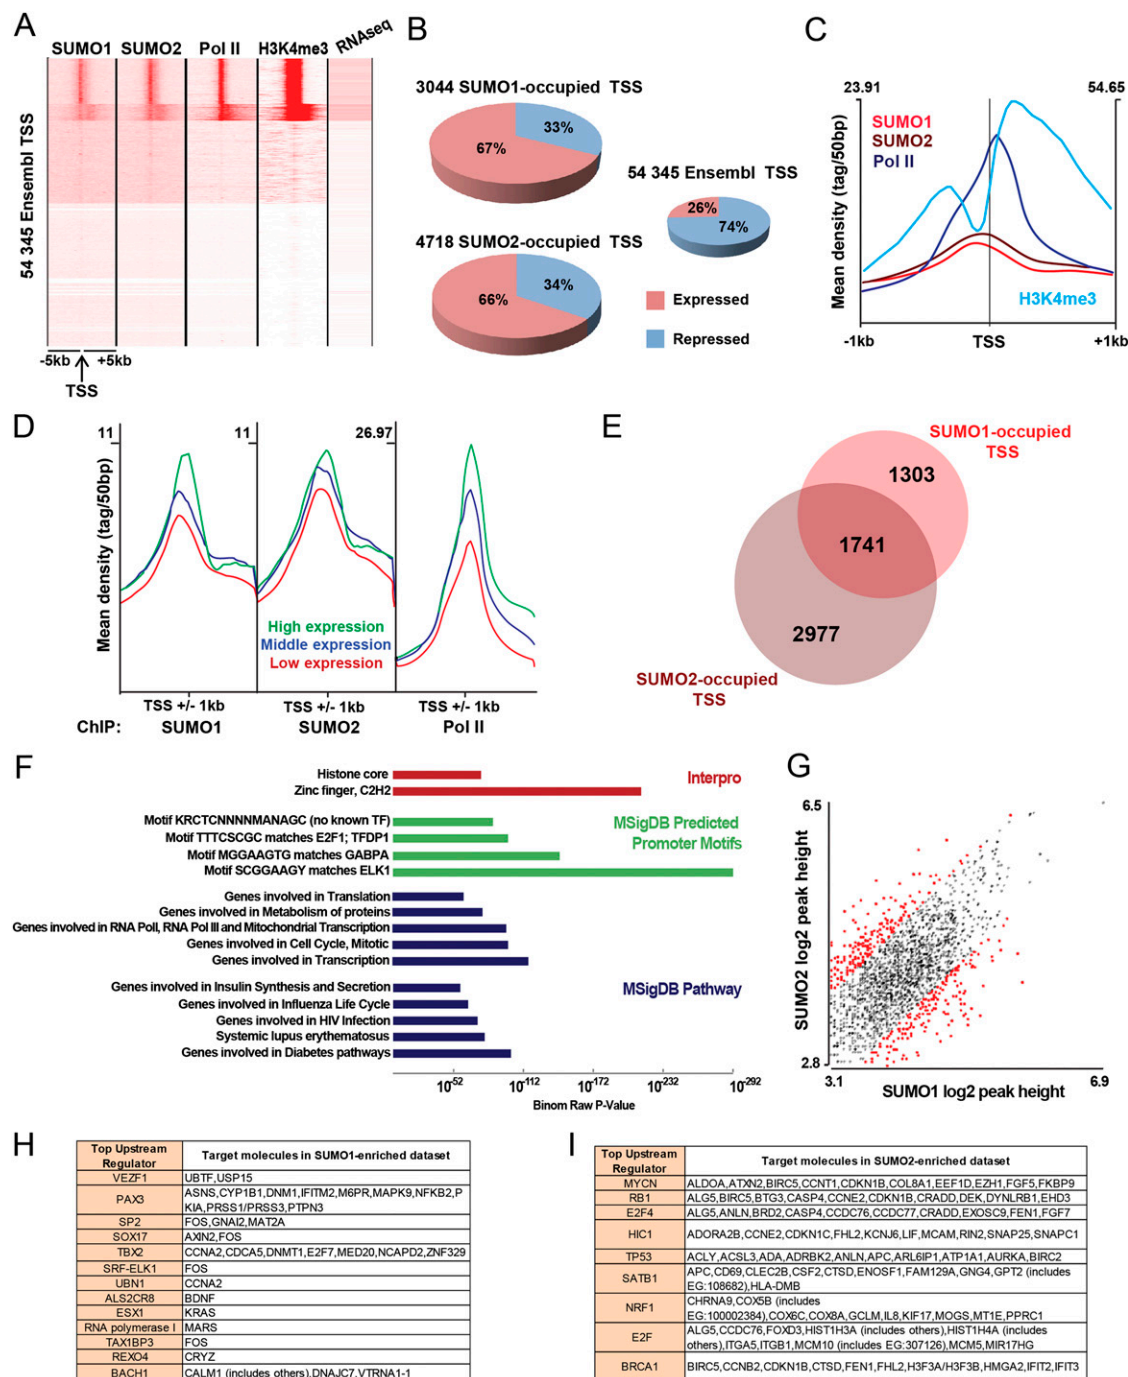 A
SUMO1 SUMO2 Pol II H3K4me3 RNAseq
54 345 Ensembl TSS
-5kb +5kb
TSS
B
3044 SUMO1-occupied TSS
33%
67%
54 345 Ensembl TSS
26%
74%
4718 SUMO2-occupied TSS
34%
66%
Expressed
Repressed
C
23.91 54.65
SUMO1
SUMO2
Pol II
H3K4me3
Mean density (tag/50bp)
-1kb TSS +1kb
D
11 11 26.97
Mean density (tag/50bp)
High expression
Middle expression
Low expression
TSS +/- 1kb TSS +/- 1kb TSS +/- 1kb
ChIP: SUMO1 SUMO2 Pol II
E
SUMO1-occupied
TSS
1303
1741
2977
SUMO2-occupied
TSS
F
Histone core
Zinc finger, C2H2
Interpro
Motif KRCTCNNNNMANAGC (no known TF)
Motif TTTCSCGC matches E2F1; TFDP1
Motif MGGAAGTG matches GABPA
Motif SCGGAAGY matches ELK1
MSigDB Predicted
Promoter Motifs
Genes involved in Translation
Genes involved in Metabolism of proteins
Genes involved in RNA PolI, RNA Pol III and Mitochondrial Transcription
Genes involved in Cell Cycle, Mitotic
Genes involved in Transcription
Genes involved in Insulin Synthesis and Secretion
Genes involved in Influenza Life Cycle
Genes involved in HIV Infection
Systemic lupus erythematosus
Genes involved in Diabetes pathways
MSigDB Pathway
10-52 10-112 10-172 10-232 10-292
Binom Raw P-Value
G
6.5
SUMO2 log2 peak height
2.8
3.1 6.9
SUMO1 log2 peak height
H
Top Upstream Regulator Target molecules in SUMO1-enriched dataset
VEZF1 UBTF,USP15
PAX3 ASNS,CYP1B1,DNM1,IFITM2,M6PR,MAPK9,NFKB2,P
KIA,PRSS1/PRSS3,PTPN3
SP2 FOS,GNAI2,MAT2A
SOX17 AXIN2,FOS
TBX2 CCNA2,CDCA5,DNMT1,E2F7,MED20,NCAPD2,ZNF329
SRF-ELK1 FOS
UBN1 CCNA2
ALS2CR8 BDNF
ESX1 KRAS
RNA polymerase I MARS
TAX1BP3 FOS
REXO4 CRYZ
BACH1 CALM1 (includes others),DNAJC7,VTRNA1-1
I
Top Upstream Regulator Target molecules in SUMO2-enriched dataset
MYCN ALDOA,ATXN2,BIRC5,CCNT1,CDKN1B,COL8A1,EEF1D,EZH1,FGF5,FKBP9
RB1 ALG5,BIRC5,BTG3,CASP4,CCNE2,CDKN1B,CRADD,DEK,DYNLRB1,EHD3
E2F4 ALG5,ANLN,BRD2,CASP4,CCDC76,CCDC77,CRADD,EXOSC9,FEN1,FGF7
HIC1 ADORA2B,CCNE2,CDKN1C,FHL2,KCNJ6,LIF,MCAM,RIN2,SNAP25,SNAPC1
TP53 ACLY,ACSL3,ADA,ADRBK2,ANLN,APC,ARL6IP1,ATP1A1,AURKA,BIRC2
SATB1 APC,CD69,CLEC2B,CSF2,CTSD,ENOSF1,FAM129A,GNG4,GPT2 (includes
EG:108682),HLA-DMB
NRF1 CHRNA9,COX5B (includes
EG:100002384),COX6C,COX8A,GCLM,IL8,KIF17,MOGS,MT1E,PPRC1
E2F ALG5,CCDC76,FOXD3,HIST1H3A (includes others),HIST1H4A (includes
others),ITGA5,ITGB1,MCM10 (includes EG:307126),MCM5,MIR17HG
BRCA1 BIRC5,CCNB2,CDKN1B,CTSD,FEN1,FHL2,H3F3A/H3F3B,HMGA2,IFIT2,IFIT3